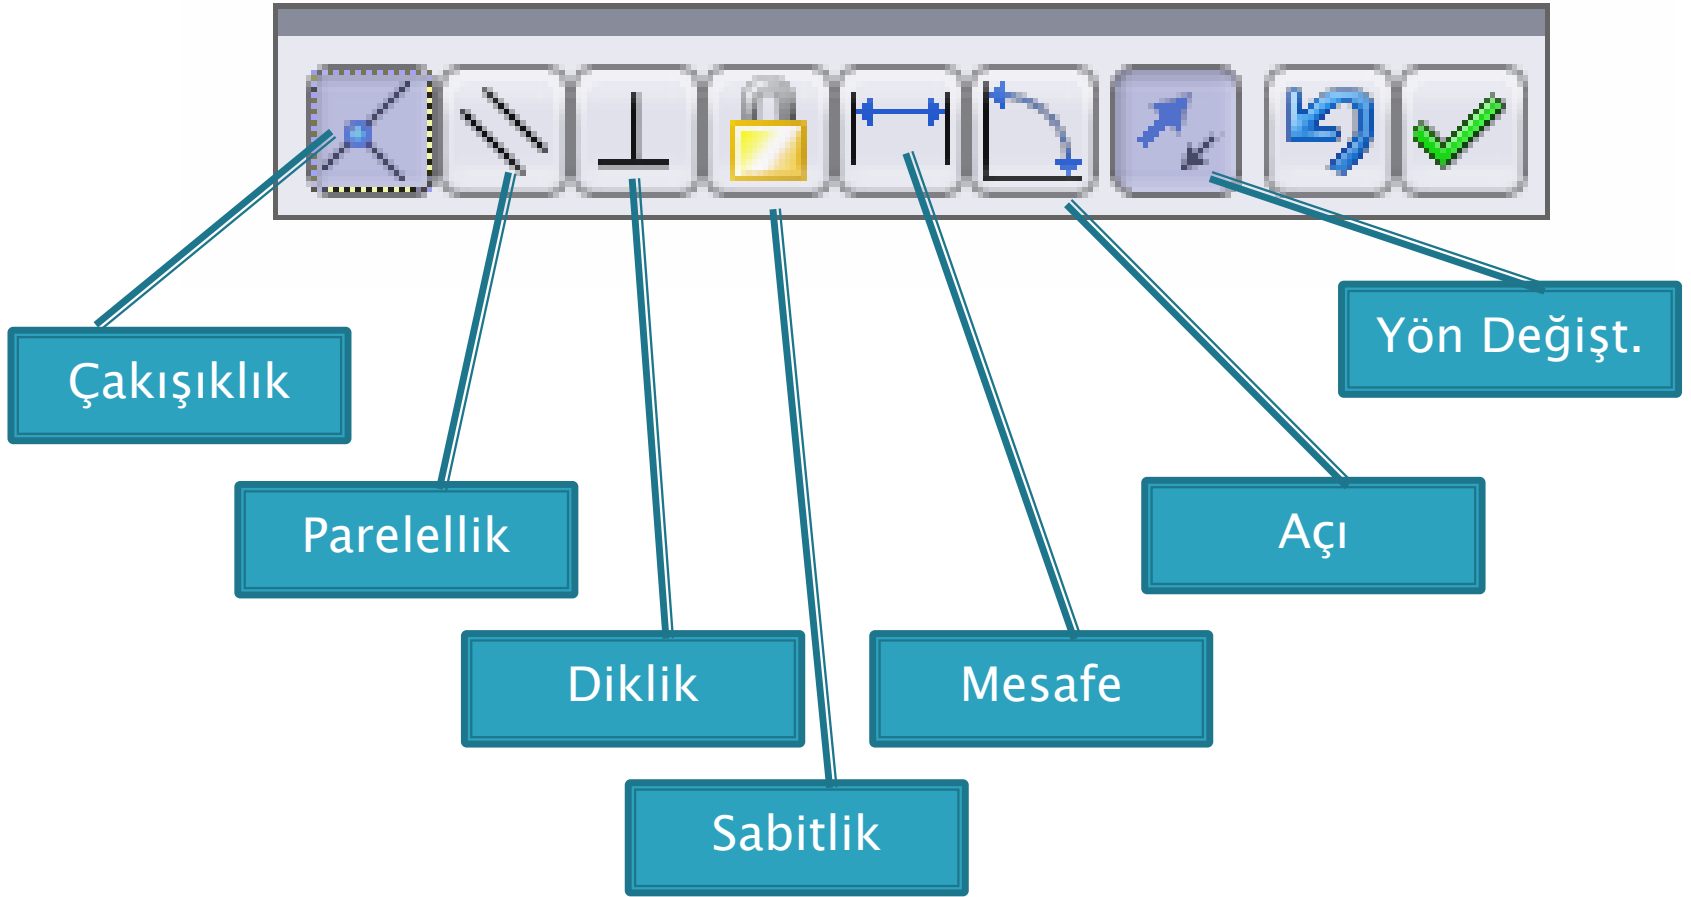 Çakışıklık
Parelellik
Diklik
Sabitlik
Mesafe
Açı
Yön Değişt.